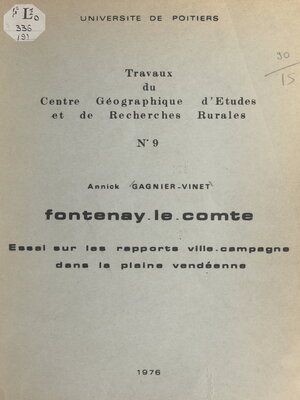 UNIVERSITE DE POITIERS
336
Travaux
du
Centre Géographique d'Etudes
et de Recherches Rurales
N° 9
Annick GAGNIER-VINET
fontenay.le.comte
Essai sur les rapports ville.campagne
dans la plaine vendéenne
1976